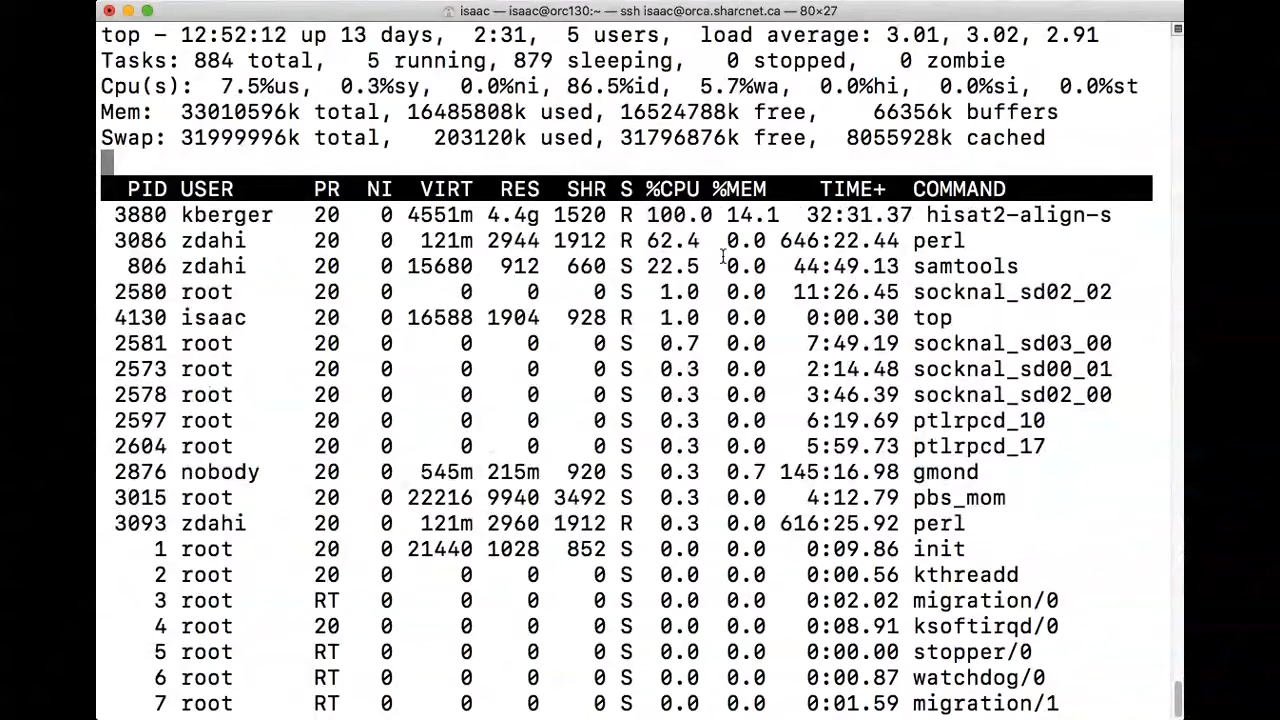 isaac — isaac@orc130:~ — ssh isaac@orca.sharcnet.ca — 80×27
top - 12:52:12 up 13 days,  2:31,  5 users,  load average: 3.01, 3.02, 2.91
Tasks: 884 total,   5 running, 879 sleeping,   0 stopped,   0 zombie
Cpu(s):  7.5%us,  0.3%sy,  0.0%ni, 86.5%id,  5.7%wa,  0.0%hi,  0.0%si,  0.0%st
Mem:  33010596k total, 16485808k used, 16524788k free,    66356k buffers
Swap: 31999996k total,   203120k used, 31796876k free,  8055928k cached
PID USER      PR  NI  VIRT  RES  SHR S %CPU %MEM    TIME+  COMMAND
3880 kberger   20   0 4551m 4.4g 1520 R 100.0 14.1  32:31.37 hisat2-align-s
3086 zdahi     20   0  121m 2944 1912 R 62.4  0.0 646:22.44 perl
806 zdahi     20   0 15680  912  660 S 22.5  0.0  44:49.13 samtools
2580 root      20   0     0    0    0 S  1.0  0.0  11:26.45 socknal_sd02_02
4130 isaac     20   0 16588 1904  928 R  1.0  0.0   0:00.30 top
2581 root      20   0     0    0    0 S  0.7  0.0   7:49.19 socknal_sd03_00
2573 root      20   0     0    0    0 S  0.3  0.0   2:14.48 socknal_sd00_01
2578 root      20   0     0    0    0 S  0.3  0.0   3:46.39 socknal_sd02_00
2597 root      20   0     0    0    0 S  0.3  0.0   6:19.69 ptlrpcd_10
2604 root      20   0     0    0    0 S  0.3  0.0   5:59.73 ptlrpcd_17
2876 nobody    20   0  545m 215m  920 S  0.3  0.7 145:16.98 gmond
3015 root      20   0 22216 9940 3492 S  0.3  0.0   4:12.79 pbs_mom
3093 zdahi     20   0  121m 2960 1912 R  0.3  0.0 616:25.92 perl
1 root      20   0 21440 1028  852 S  0.0  0.0   0:09.86 init
2 root      20   0     0    0    0 S  0.0  0.0   0:00.56 kthreadd
3 root      RT   0     0    0    0 S  0.0  0.0   0:02.02 migration/0
4 root      20   0     0    0    0 S  0.0  0.0   0:08.91 ksoftirqd/0
5 root      RT   0     0    0    0 S  0.0  0.0   0:00.00 stopper/0
6 root      RT   0     0    0    0 S  0.0  0.0   0:00.87 watchdog/0
7 root      RT   0     0    0    0 S  0.0  0.0   0:01.59 migration/1